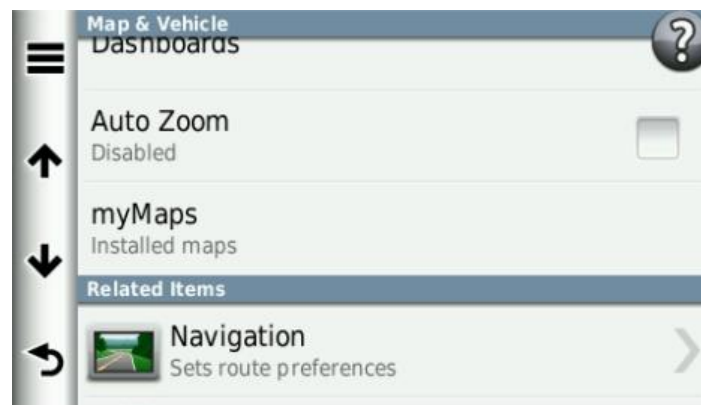 Map & Vehicle
Dashboards
?
Auto Zoom
Disabled
myMaps
Installed maps
Related Items
Navigation
Sets route preferences